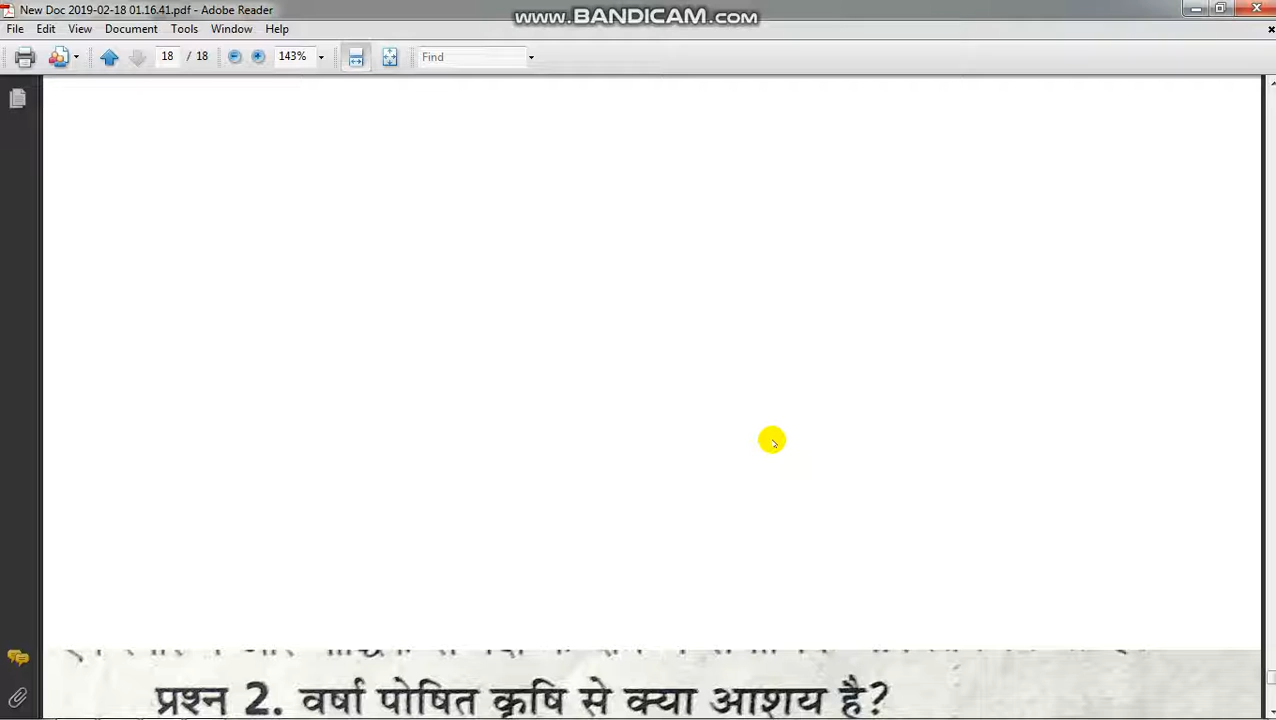 New Doc 2019-02-18 01.16.41.pdf - Adobe Reader
www.BANDICAM.com
File Edit View Document Tools Window Help
18 / 18 143% Find
प्रश्न 2. वर्षा पोषित कृषि से क्या आशय है?